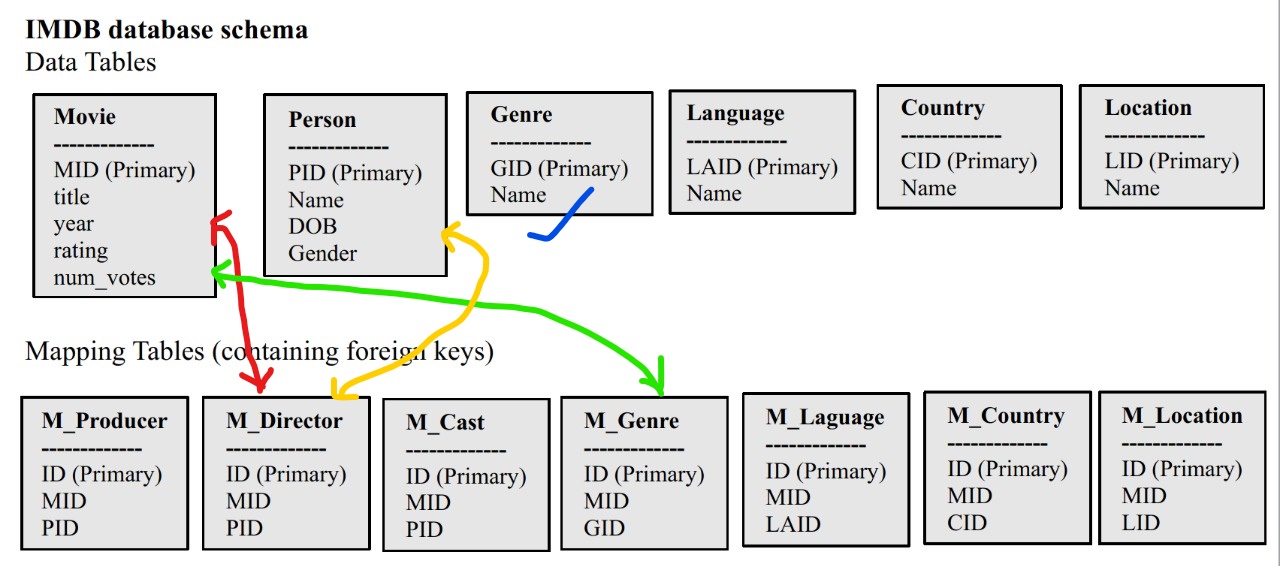 IMDB database schema
Data Tables
Movie
-------------
MID (Primary)
title
year
rating
num_votes
Person
-------------
PID (Primary)
Name
DOB
Gender
Genre
-------------
GID (Primary)
Name
Language
-------------
LAID (Primary)
Name
Country
-------------
CID (Primary)
Name
Location
-------------
LID (Primary)
Name
Mapping Tables (containing foreign keys)
M_Producer
-------------
ID (Primary)
MID
PID
M_Director
-------------
ID (Primary)
MID
PID
M_Cast
-------------
ID (Primary)
MID
PID
M_Genre
-------------
ID (Primary)
MID
GID
M_Laguage
-------------
ID (Primary)
MID
LAID
M_Country
-------------
ID (Primary)
MID
CID
M_Location
-------------
ID (Primary)
MID
LID